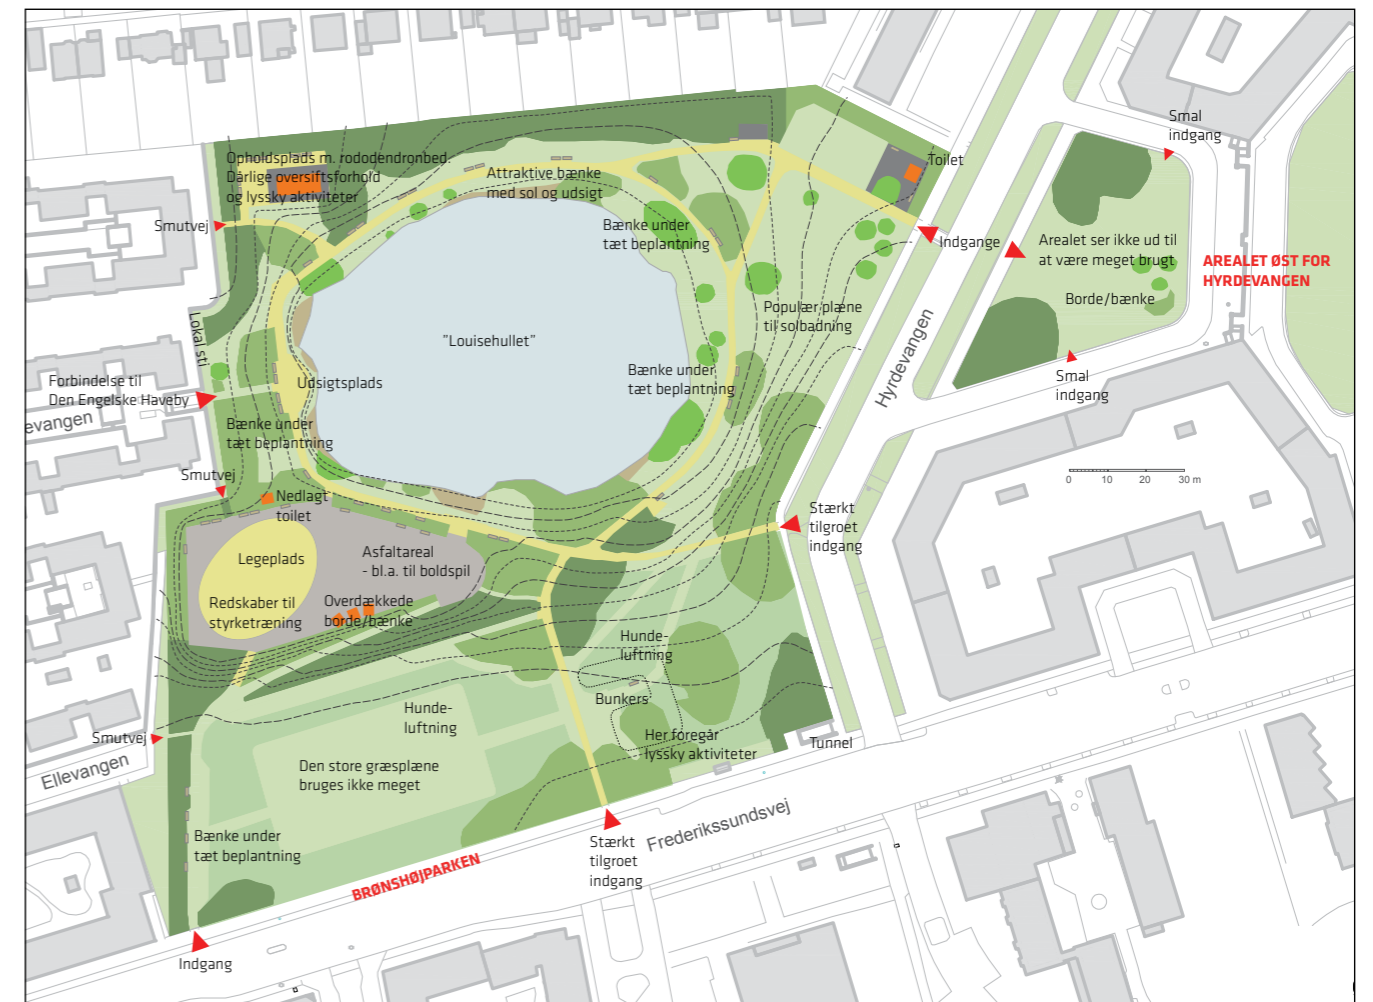 Smal
indgang
Toilet
Opholdsplads m. rododendronbed.
Dårlige oversiftsforhold
og lyssky aktiviteter
Attraktive bænke
med sol og udsigt
Smutvej
Bænke under
tæt beplantning
Indgange
Arealet ser ikke ud til
at være meget brugt
AREALET ØST FOR
HYRDEVANGEN
Borde/bænke
Populær plæne
til solbadning
Lokal sti
"Louisehullet"
Hyrdevangen
Forbindelse til
Den Engelske Haveby
evangen
Udsigtsplads
Bænke under
tæt beplantning
Smal
indgang
Bænke under
tæt beplantning
Smutvej
0 10 20 30 m
Nedlagt
toilet
Stærkt
tilgroet
indgang
Legeplads
Asfaltareal
- bl.a. til boldspil
Redskaber til
styrketræning
Overdækkede
borde/bænke
Hunde-
luftning
Bunkers
Hunde-
luftning
Her foregår
lyssky aktiviteter
Tunnel
Smutvej
Ellevangen
Den store græsplæne
bruges ikke meget
Bænke under
tæt beplantning
Stærkt
tilgroet
indgang
Frederikssundsvej
BRØNSHØJPARKEN
Indgang